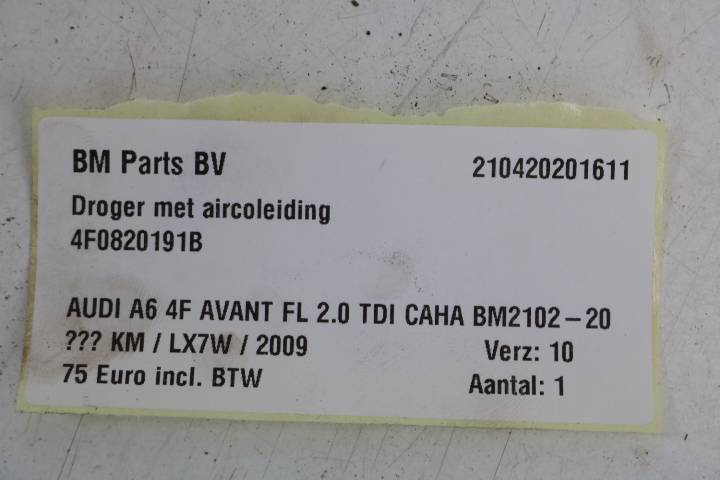 BM Parts BV 210420201611
Droger met aircoleiding
4F0820191B
AUDI A6 4F AVANT FL 2.0 TDI CAHA BM2102-20
??? KM / LX7W / 2009 Verz: 10
75 Euro incl. BTW Aantal: 1